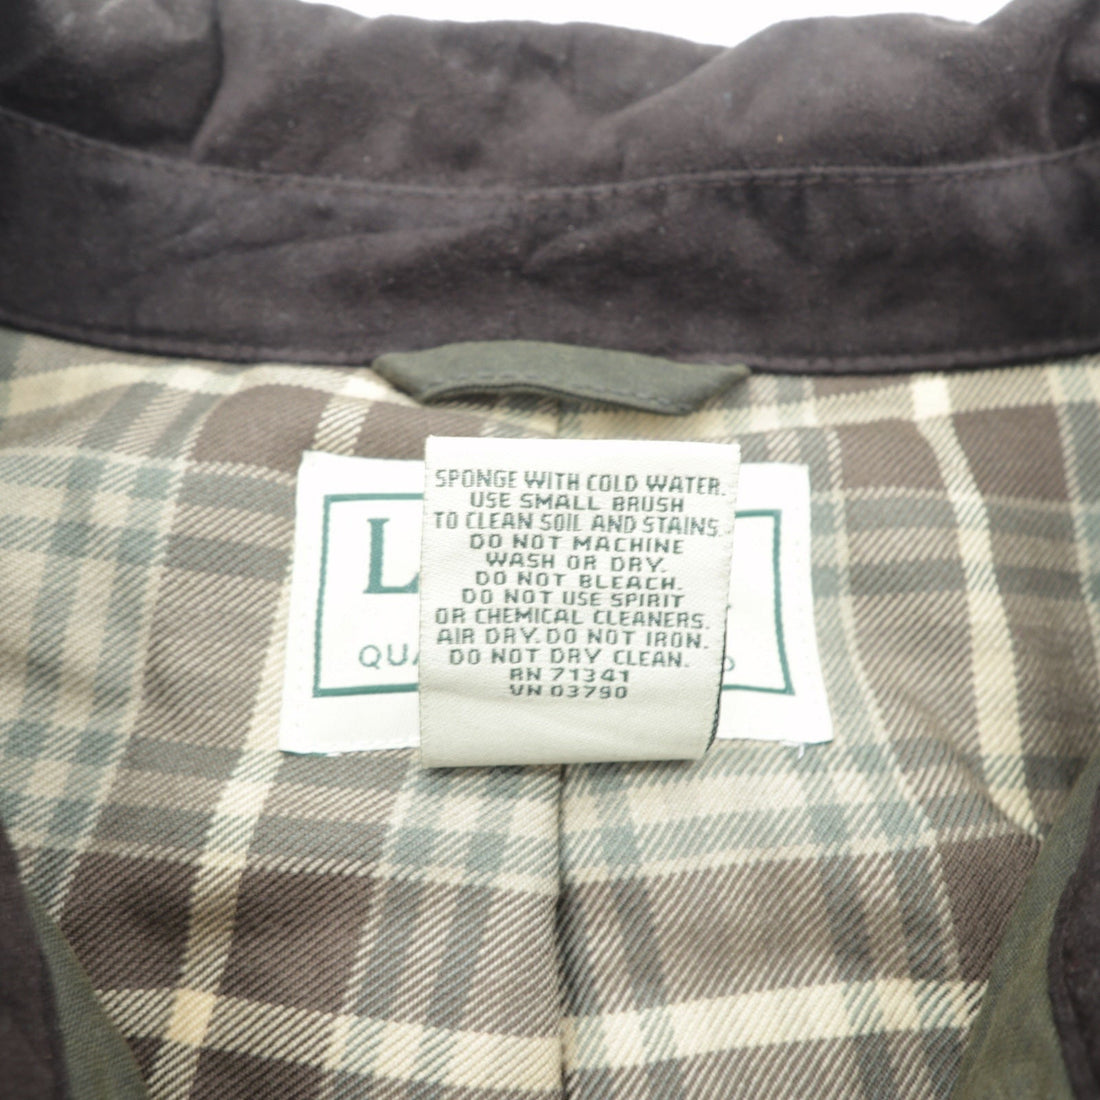 SPONGE WITH COLD WATER.
USE SMALL BRUSH
TO CLEAN SOIL AND STAINS.
DO NOT MACHINE
WASH OR DRY.
DO NOT BLEACH.
DO NOT USE SPIRIT
OR CHEMICAL CLEANERS.
AIR DRY. DO NOT IRON.
DO NOT DRY CLEAN.
RN 71341
VN 03790
L
QUA